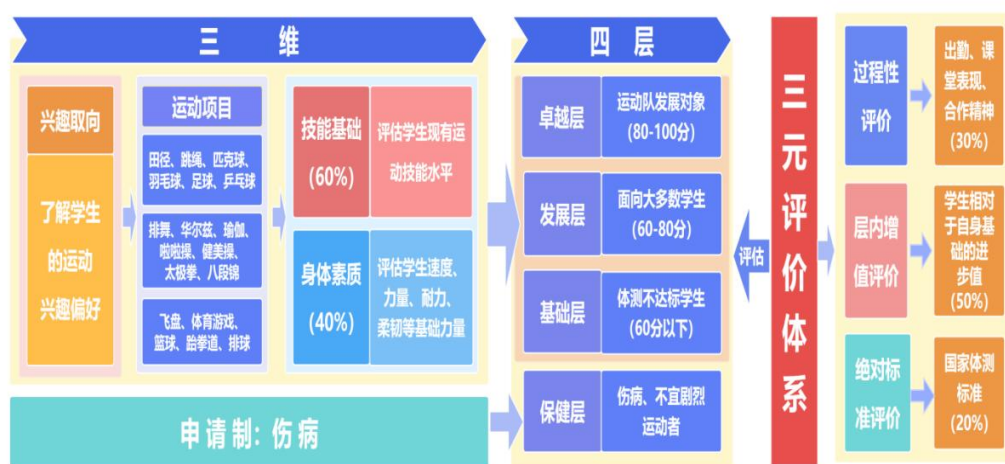 三 维
兴趣取向
了解学生
的运动
兴趣偏好
运动项目
田径、跳绳、匹克球、
羽毛球、足球、乒乓球
排舞、华尔兹、瑜伽、
啦啦操、健美操、
太极拳、八段锦
飞盘、体育游戏、
篮球、跆拳道、排球
技能基础
(60%)
评估学生现有运
动技能水平
身体素质
(40%)
评估学生速度、
力量、耐力、
柔韧等基础力量
申请制: 伤病
四 层
卓越层
运动队发展对象
(80-100分)
发展层
面向大多数学生
(60-80分)
基础层
体测不达标学生
(60分以下)
保健层
伤病、不宜剧烈
运动者
评估
三
元
评
价
体
系
过程性
评价
出勤、课
堂表现、
合作精神
(30%)
层内增
值评价
学生相对
于自身基
础的进
步值
(50%)
绝对标
准评价
国家体测
标准
(20%)